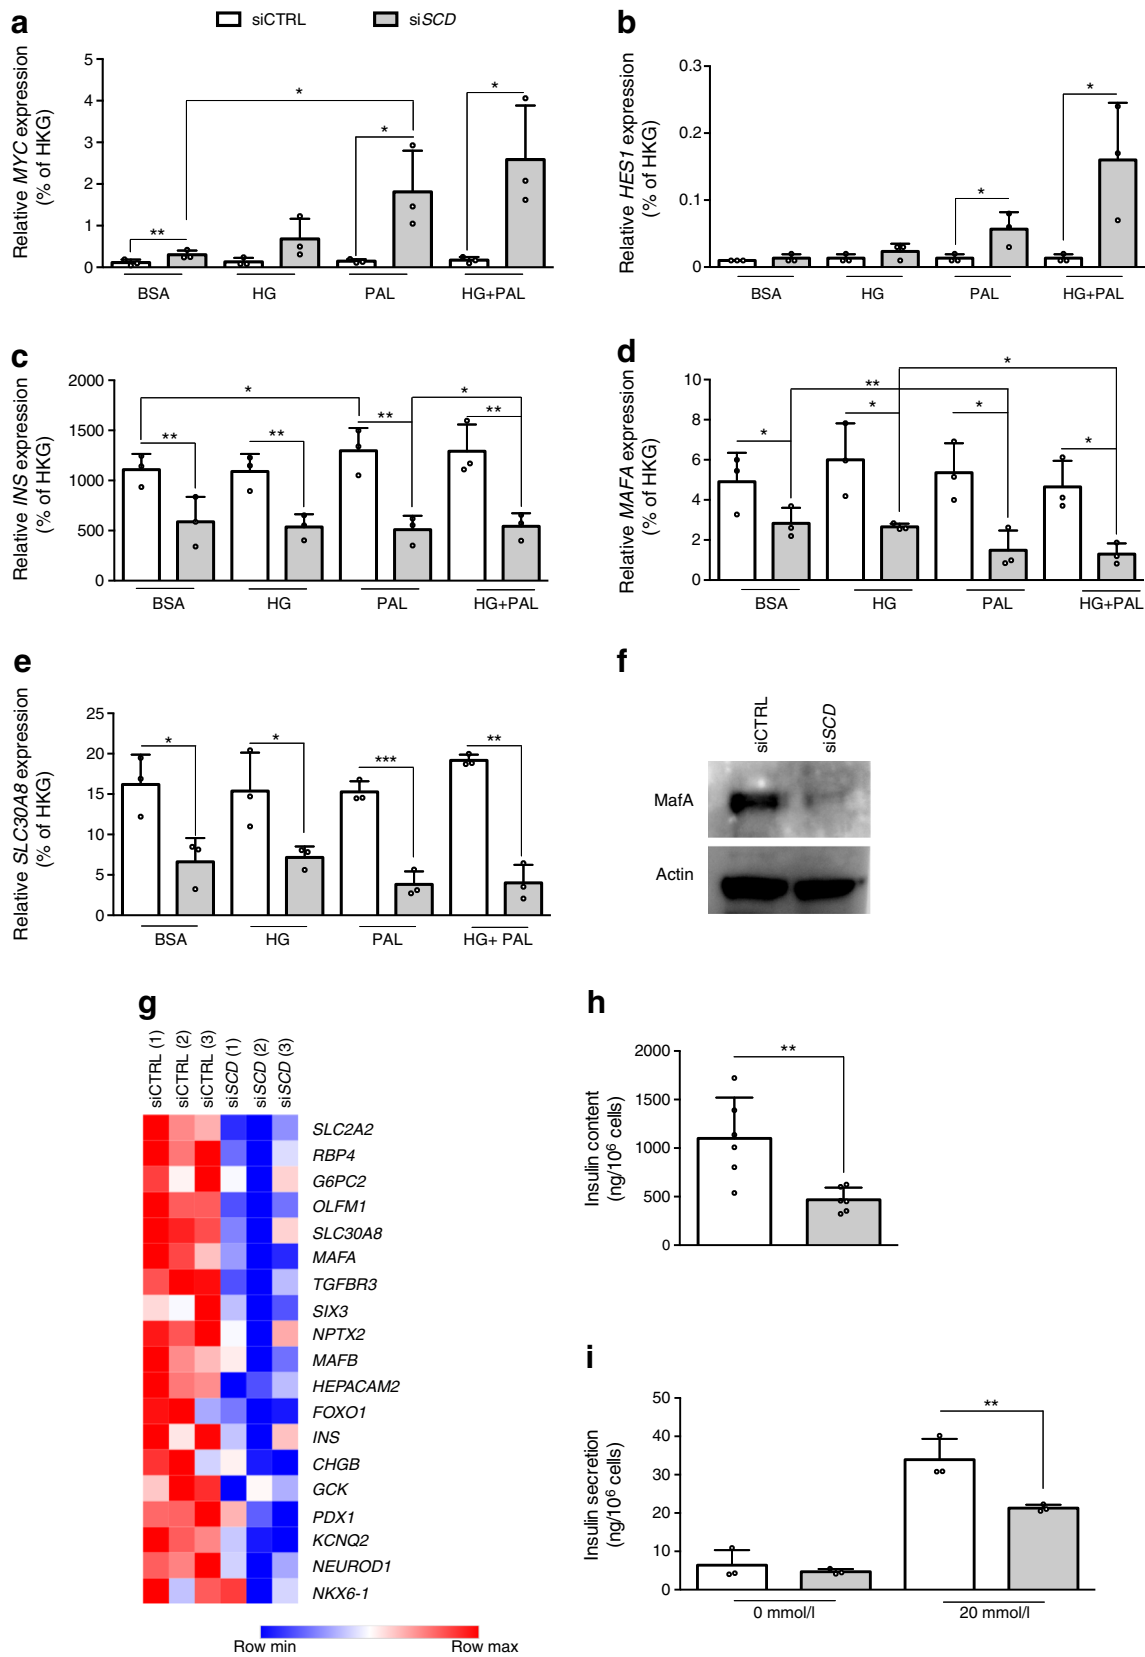 a
siCTRL
siSCD
Relative MYC expression
(% of HKG)
5
4
3
2
1
0
*
*
*
**
BSA
HG
PAL
HG+PAL
b
Relative HES1 expression
(% of HKG)
0.3
0.2
0.1
0
*
*
BSA
HG
PAL
HG+PAL
c
Relative INS expression
(% of HKG)
2000
1500
1000
500
0
*
*
**
**
**
**
BSA
HG
PAL
HG+PAL
d
Relative MAFA expression
(% of HKG)
10
8
6
4
2
0
*
**
*
*
*
*
BSA
HG
PAL
HG+PAL
e
Relative SLC30A8 expression
(% of HKG)
25
20
15
10
5
0
*
*
***
**
BSA
HG
PAL
HG+ PAL
f
siCTRL
siSCD
MafA
Actin
g
siCTRL (1)
siCTRL (2)
siCTRL (3)
siSCD (1)
siSCD (2)
siSCD (3)
SLC2A2
RBP4
G6PC2
OLFM1
SLC30A8
MAFA
TGFBR3
SIX3
NPTX2
MAFB
HEPACAM2
FOXO1
INS
CHGB
GCK
PDX1
KCNQ2
NEUROD1
NKX6-1
Row min
Row max
h
Insulin content
(ng/10⁶ cells)
2000
1500
1000
500
0
**
i
Insulin secretion
(ng/10⁶ cells)
50
40
30
20
10
0
**
0 mmol/l
20 mmol/l